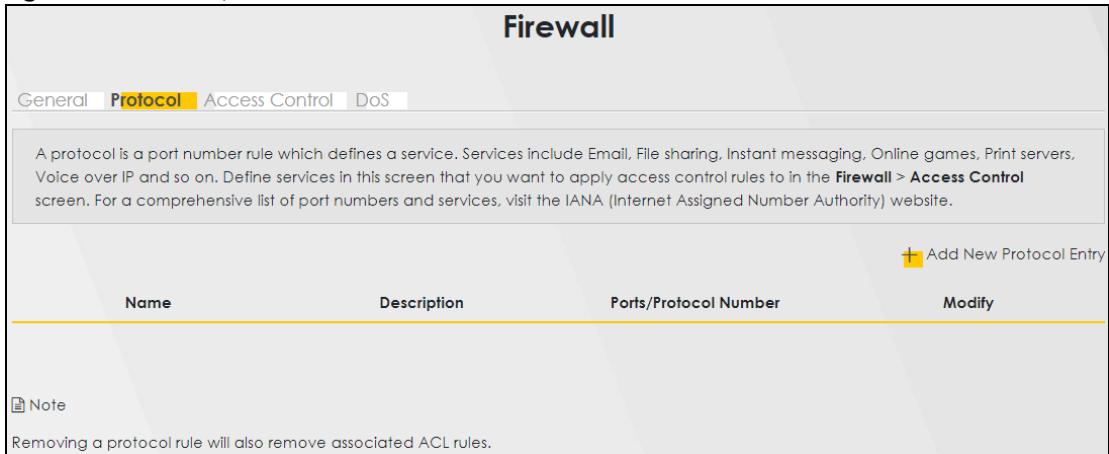 Firewall
General Protocol Access Control DoS
A protocol is a port number rule which defines a service. Services include Email, File sharing, Instant messaging, Online games, Print servers,
Voice over IP and so on. Define services in this screen that you want to apply access control rules to in the Firewall > Access Control
screen. For a comprehensive list of port numbers and services, visit the IANA (Internet Assigned Number Authority) website.
+ Add New Protocol Entry
Name Description Ports/Protocol Number Modify
Note
Removing a protocol rule will also remove associated ACL rules.